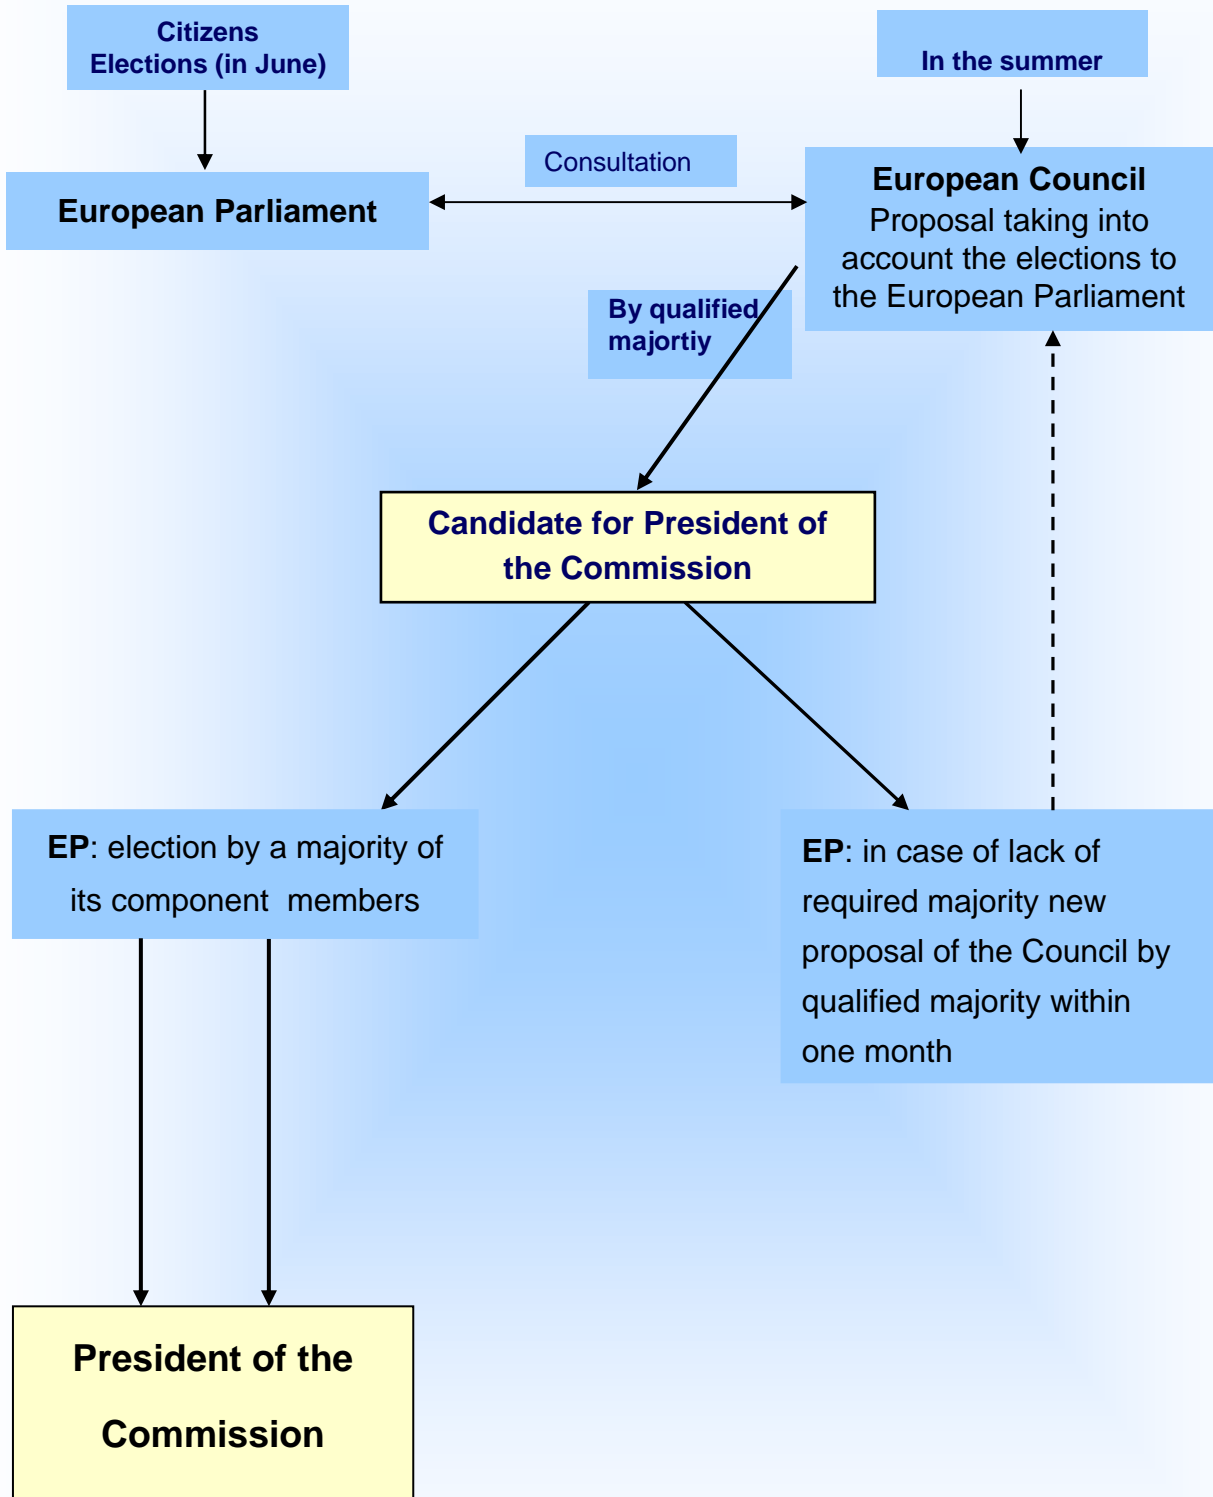 Citizens
Elections (in June)
In the summer
European Parliament
Consultation
European Council
Proposal taking into
account the elections to
the European Parliament
By qualified
majortiy
Candidate for President of
the Commission
EP: election by a majority of
its component  members
EP: in case of lack of
required majority new
proposal of the Council by
qualified majority within
one month
President of the
Commission